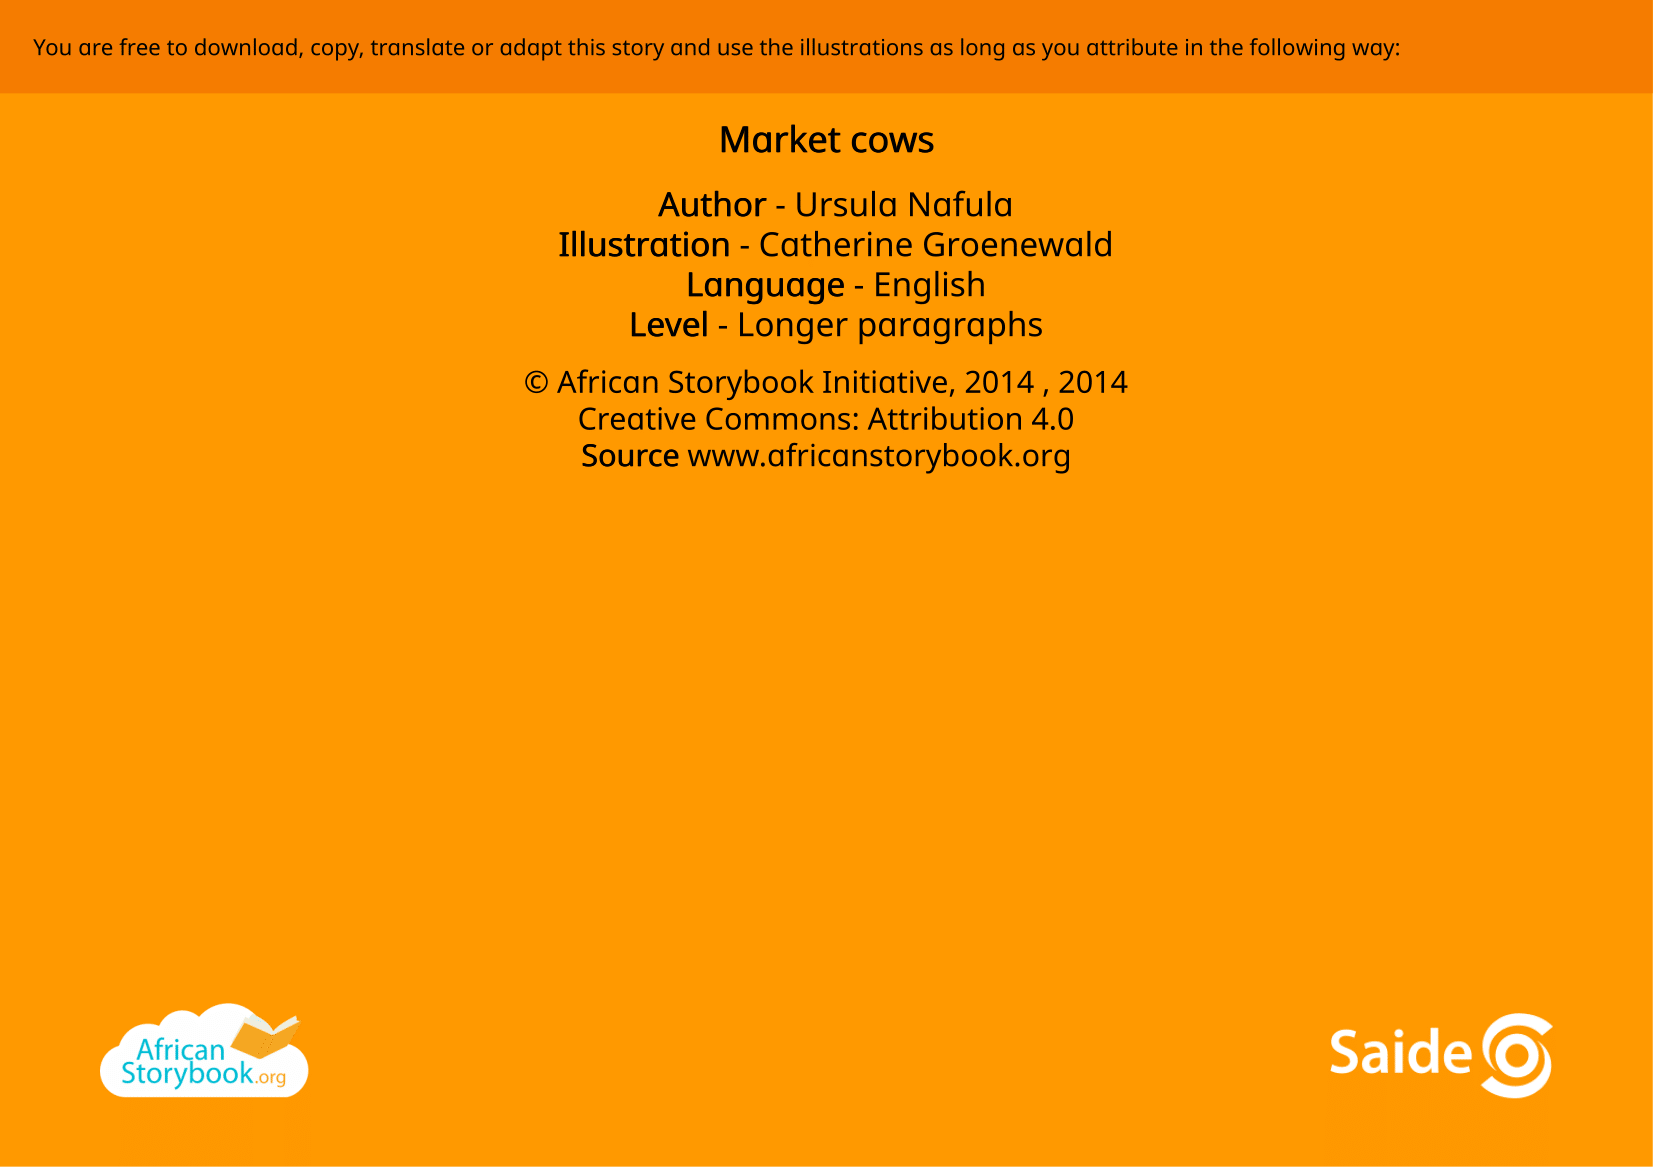 You are free to download, copy, translate or adapt this story and use the illustrations as long as you attribute in the following way:
Market cows
Author - Ursula Nafula
Illustration - Catherine Groenewald
Language - English
Level - Longer paragraphs
© African Storybook Initiative, 2014 , 2014
Creative Commons: Attribution 4.0
Source www.africanstorybook.org
African
Storybook.org
Saide